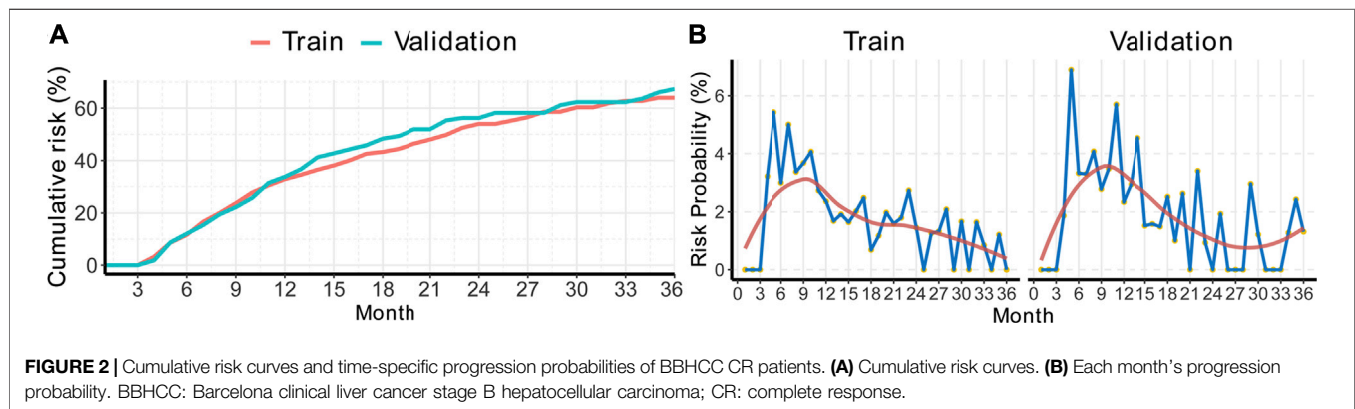 A
Train Validation
Cumulative risk (%)
60
40
20
0
3 6 9 12 15 18 21 24 27 30 33 36
Month
B
Train Validation
Risk Probability (%)
6
4
2
0
0 3 6 9 12 15 18 21 24 27 30 33 36 0 3 6 9 12 15 18 21 24 27 30 33 36
Month
FIGURE 2 | Cumulative risk curves and time-specific progression probabilities of BBHCC CR patients. (A) Cumulative risk curves. (B) Each month’s progression
probability. BBHCC: Barcelona clinical liver cancer stage B hepatocellular carcinoma; CR: complete response.